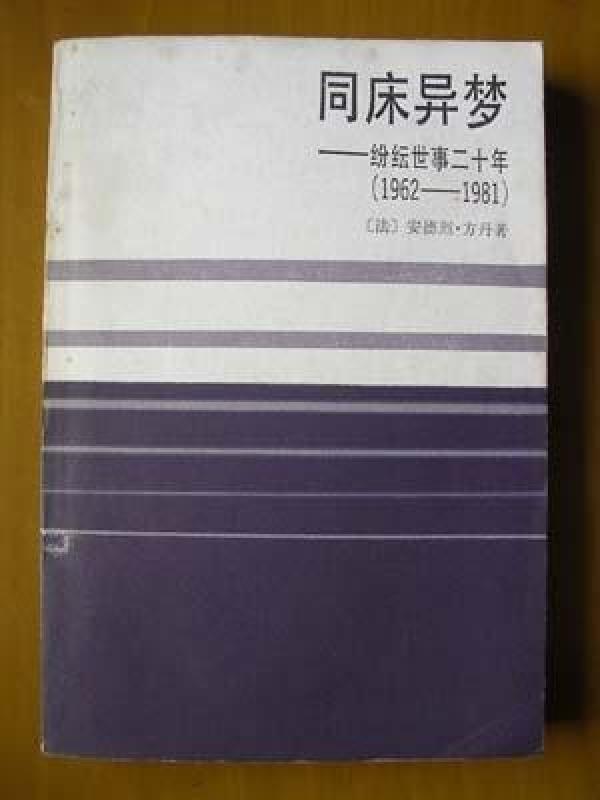 同床异梦
——纷纭世事二十年
(1962——1981)
〔法〕安德烈·方丹著